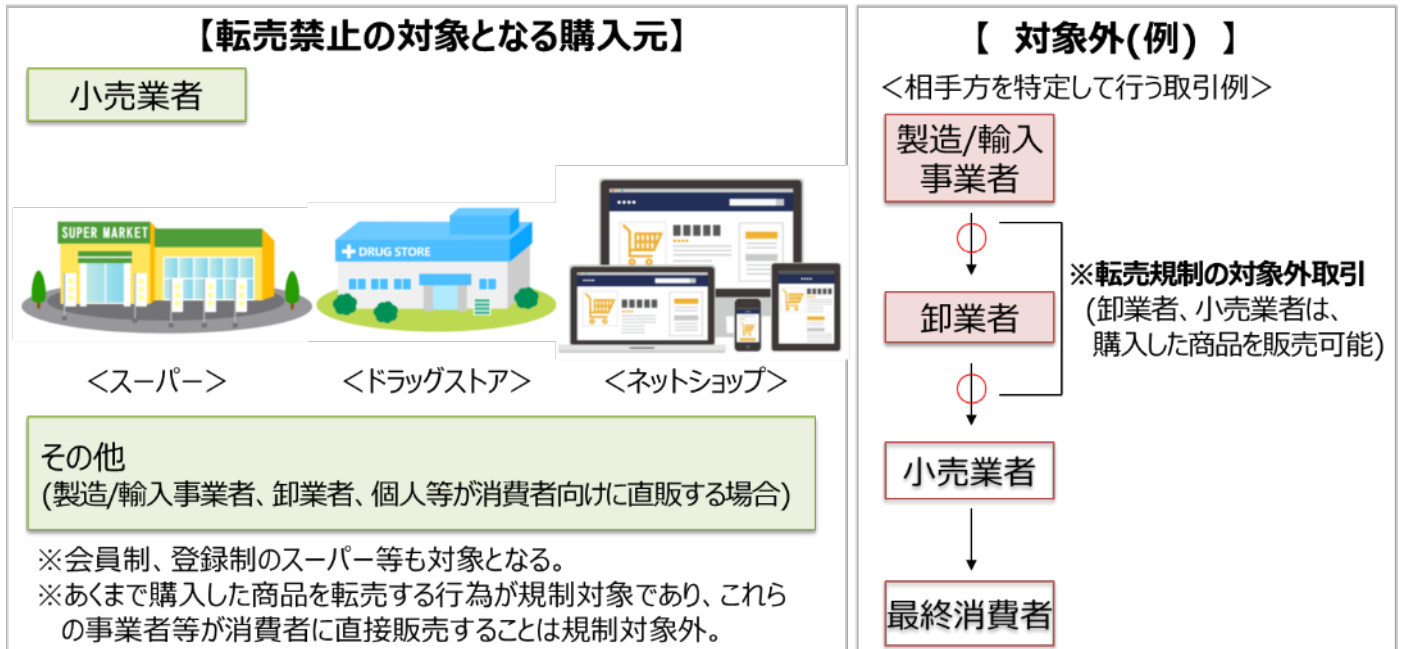 【転売禁止の対象となる購入元】
小売業者
SUPER MARKET
DRUG STORE
<スーパー>
<ドラッグストア>
<ネットショップ>
その他
(製造/輸入事業者、卸業者、個人等が消費者向けに直販する場合)
※会員制、登録制のスーパー等も対象となる。
※あくまで購入した商品を転売する行為が規制対象であり、これら
の事業者等が消費者に直接販売することは規制対象外。
【 対象外(例) 】
<相手方を特定して行う取引例>
製造/輸入
事業者
※転売規制の対象外取引
(卸業者、小売業者は、
購入した商品を販売可能)
卸業者
小売業者
最終消費者